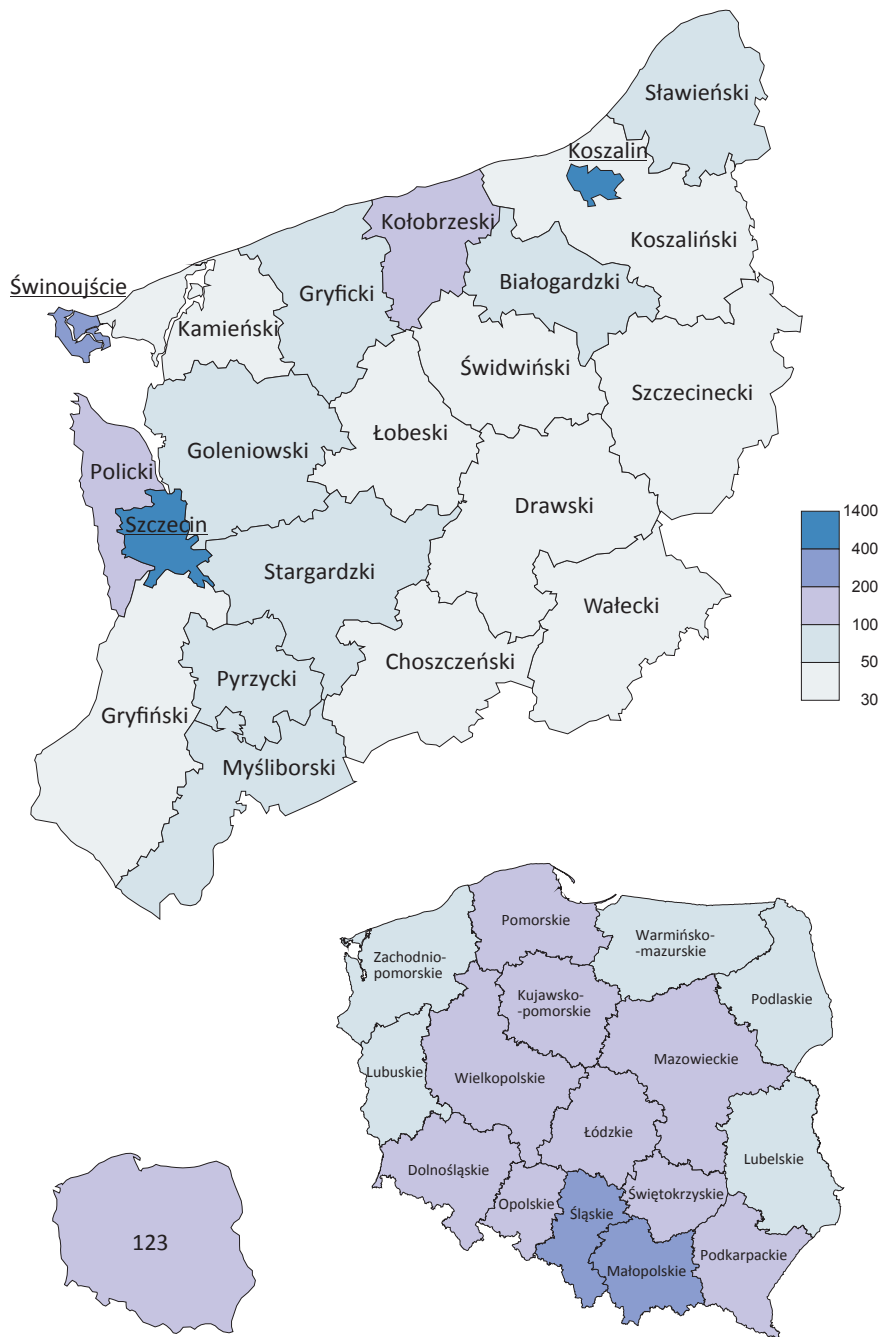 Sławieński
Koszalin
Kołobrzeski
Koszaliński
Świnoujście
Gryficki
Białogardzki
Kamieński
Świdwiński
Szczecinecki
Łobeski
Goleniowski
Policki
Drawski
Szczecin
Stargardzki
Wałecki
Choszczeński
Pyrzycki
Gryfiński
Myśliborski
1400
400
200
100
50
30
Pomorskie
Zachodnio-
pomorskie
Warmińsko-
-mazurskie
Kujawsko-
-pomorskie
Podlaskie
Mazowieckie
Lubuskie
Wielkopolskie
Łódzkie
Lubelskie
Dolnośląskie
Opolskie
Świętokrzyskie
Śląskie
Podkarpackie
Małopolskie
123